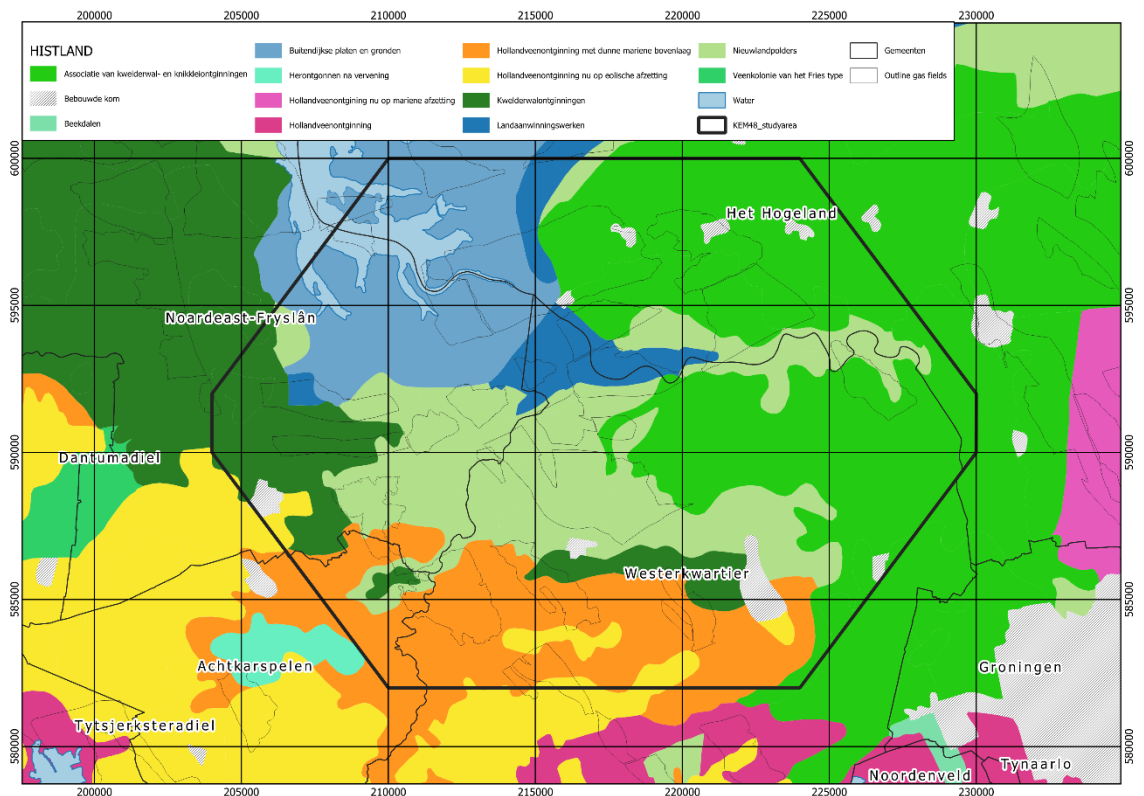 200000 205000 210000 215000 220000 225000 230000
HISTLAND
Associatie van kwelderwal- en knikkleiontginningen
Bebouwde kom
Beekdalen
Buitendijkse platen en gronden
Herontgonnen na vervening
Hollandveenontgining nu op mariene afzetting
Hollandveenontginning
Hollandveenontginning met dunne mariene bovenlaag
Hollandveenontginning nu op eolische afzetting
Kwelderwalontginningen
Landaanwinningswerken
Nieuwlandpolders
Veenkolonie van het Fries type
Water
KEM48_studyarea
Gemeenten
Outline gas fields
600000 600000
Het Hogeland
595000 595000
Noardeast-Fryslân
590000 590000
Dantumadiel
Westerkwartier
585000 585000
Achtkarspelen
Groningen
Tytsjerksteradiel
580000 580000
Tynaarlo
Noordenveld
200000 205000 210000 215000 220000 225000 230000